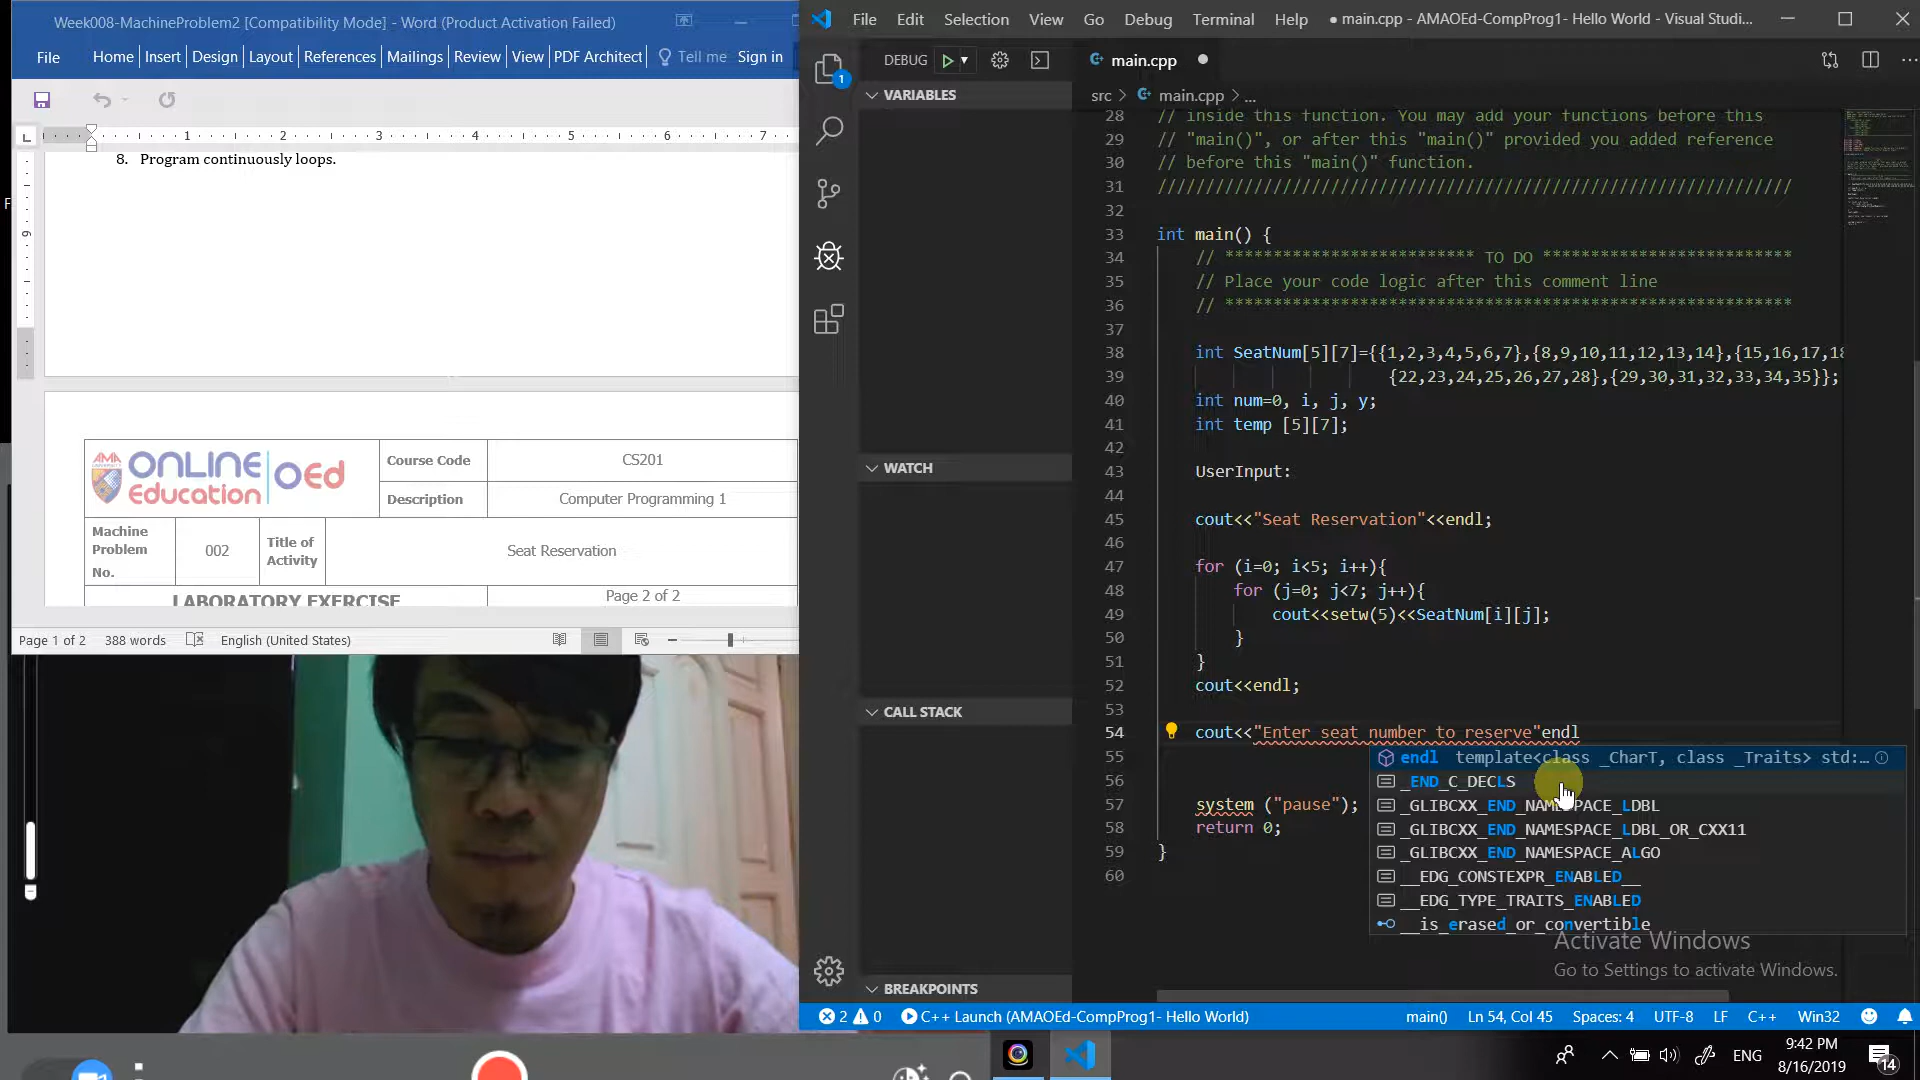 Week008-MachineProblem2 [Compatibility Mode] - Word (Product Activation Failed)
File Home Insert Design Layout References Mailings Review View PDF Architect Tell me Sign in
1 2 3 4 5 6 7
8. Program continuously loops.
9
AMA UNIVERSITY ONLINE Education OEd
Course Code CS201
Description Computer Programming 1
Machine Problem No. 002 Title of Activity Seat Reservation
LABORATORY EXERCISE Page 2 of 2
Page 1 of 2 388 words English (United States)
File Edit Selection View Go Debug Terminal Help ● main.cpp - AMAOEd-CompProg1- Hello World - Visual Studi...
1
DEBUG
main.cpp
src > main.cpp > ...
VARIABLES
WATCH
CALL STACK
BREAKPOINTS
28 // inside this function. You may add your functions before this
29 // "main()", or after this "main()" provided you added reference
30 // before this "main()" function.
31 //////////////////////////////////////////////////////////////////
32
33 int main() {
34 // ************************** TO DO **************************
35 // Place your code logic after this comment line
36 // ***********************************************************
37
38 int SeatNum[5][7]={{1,2,3,4,5,6,7},{8,9,10,11,12,13,14},{15,16,17,18
39 {22,23,24,25,26,27,28},{29,30,31,32,33,34,35}};
40 int num=0, i, j, y;
41 int temp [5][7];
42
43 UserInput:
44
45 cout<<"Seat Reservation"<<endl;
46
47 for (i=0; i<5; i++){
48 for (j=0; j<7; j++){
49 cout<<setw(5)<<SeatNum[i][j];
50 }
51 }
52 cout<<endl;
53
54 cout<<"Enter seat number to reserve"endl
55 endl template<class _CharT, class _Traits> std:...
56 _END_C_DECLS
_GLIBCXX_END_NAMESPACE_LDBL
57 system ("pause");
_GLIBCXX_END_NAMESPACE_LDBL_OR_CXX11
58 return 0;
_GLIBCXX_END_NAMESPACE_ALGO
59 }
__EDG_CONSTEXPR_ENABLED__
60
__EDG_TYPE_TRAITS_ENABLED
__is_erased_or_convertible
Activate Windows
Go to Settings to activate Windows.
2 0 C++ Launch (AMAOEd-CompProg1- Hello World) main() Ln 54, Col 45 Spaces: 4 UTF-8 LF C++ Win32
ENG 9:42 PM
8/16/2019 14